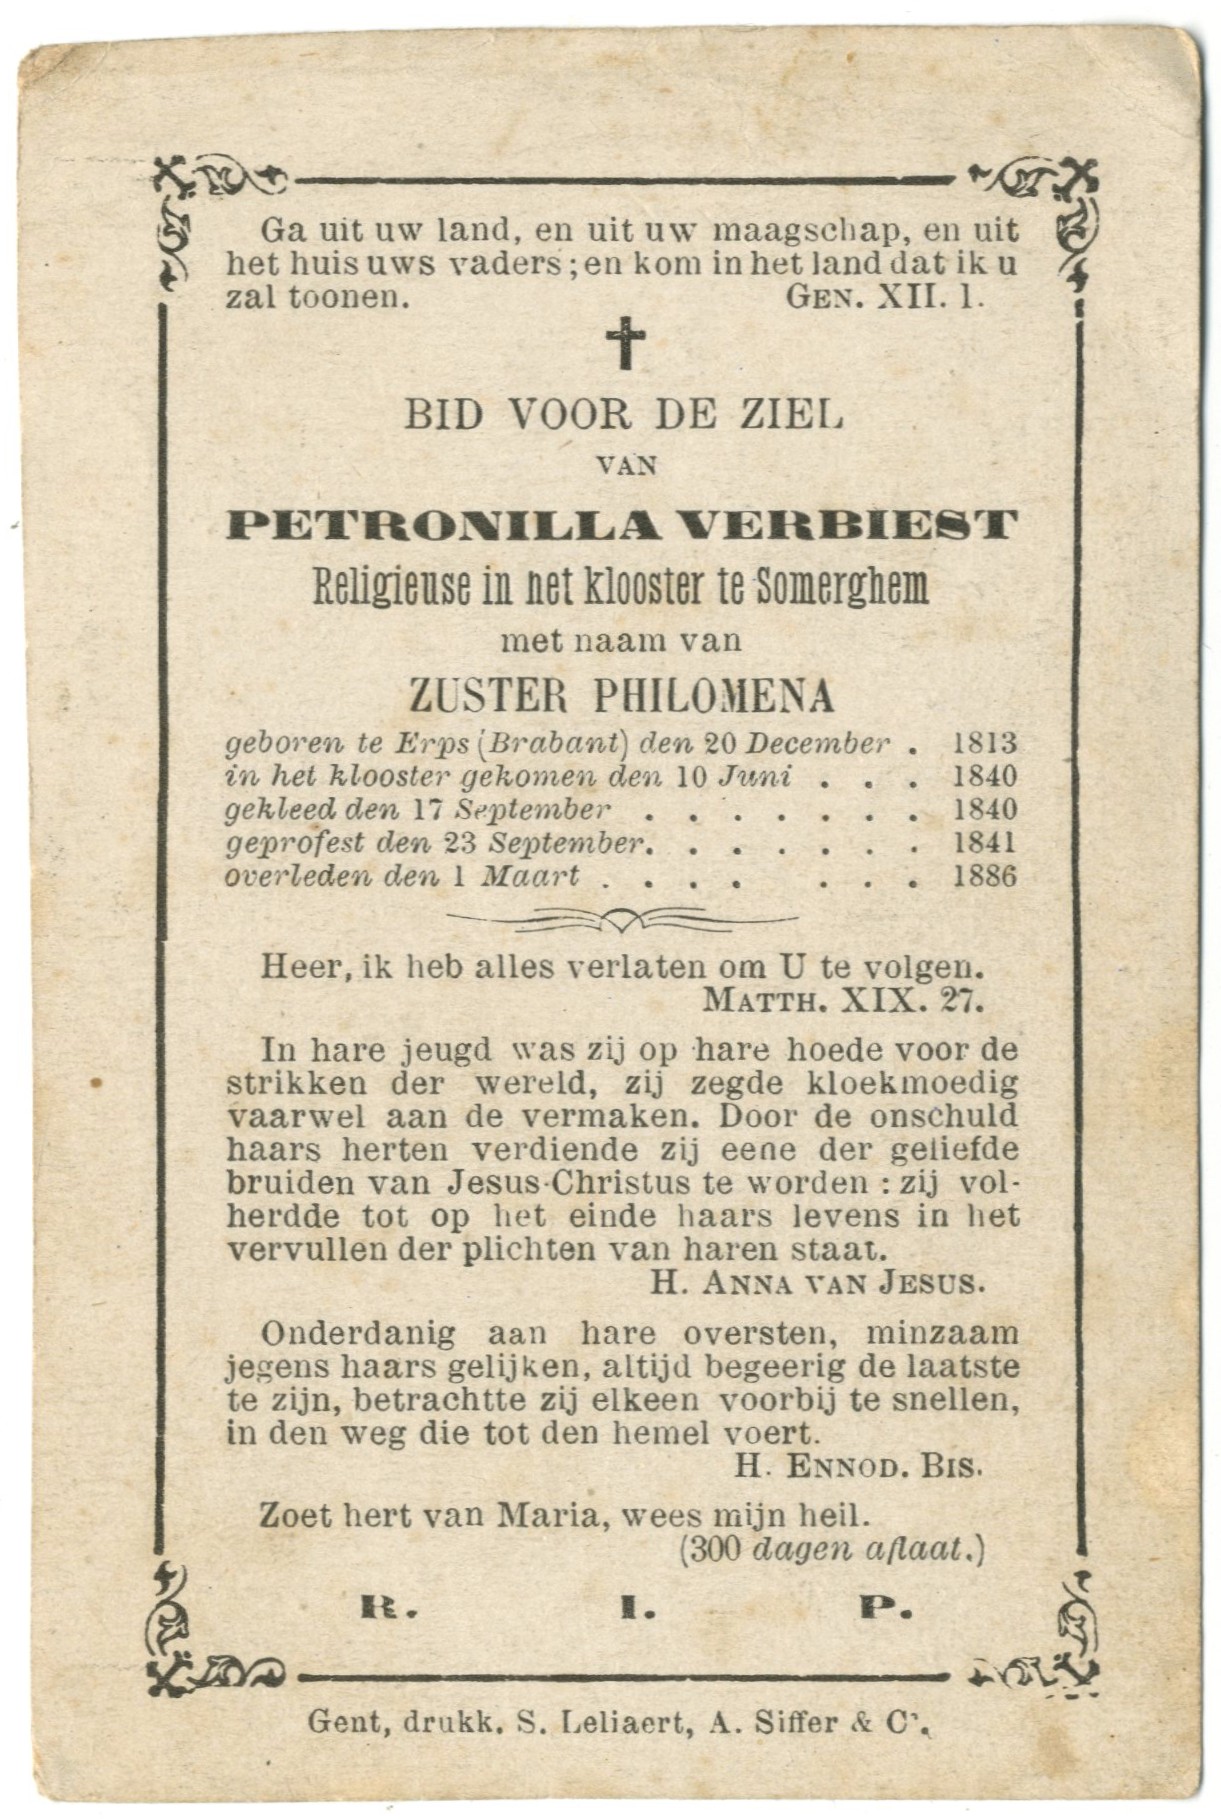 Ga uit uw land, en uit uw maagschap, en uit
het huis uws vaders; en kom in het land dat ik u
zal toonen. GEN. XII. 1.
BID VOOR DE ZIEL
VAN
PETRONILLA VERBIEST
Religieuse in het klooster te Somerghem
met naam van
ZUSTER PHILOMENA
geboren te Erps (Brabant) den 20 December . 1813
in het klooster gekomen den 10 Juni . . . 1840
gekleed den 17 September . . . . . . . 1840
geprofest den 23 September. . . . . . . 1841
overleden den 1 Maart . . . . . . . 1886
Heer, ik heb alles verlaten om U te volgen.
MATTH. XIX. 27.
In hare jeugd was zij op hare hoede voor de
strikken der wereld, zij zegde kloekmoedig
vaarwel aan de vermaken. Door de onschuld
haars herten verdiende zij eene der geliefde
bruiden van Jesus-Christus te worden : zij vol-
herdde tot op het einde haars levens in het
vervullen der plichten van haren staat.
H. ANNA VAN JESUS.
Onderdanig aan hare oversten, minzaam
jegens haars gelijken, altijd begeerig de laatste
te zijn, betrachtte zij elkeen voorbij te snellen,
in den weg die tot den hemel voert.
H. ENNOD. BIS.
Zoet hert van Maria, wees mijn heil.
(300 dagen aflaat.)
R. I. P.
Gent, drukk. S. Leliaert, A. Siffer & C°.